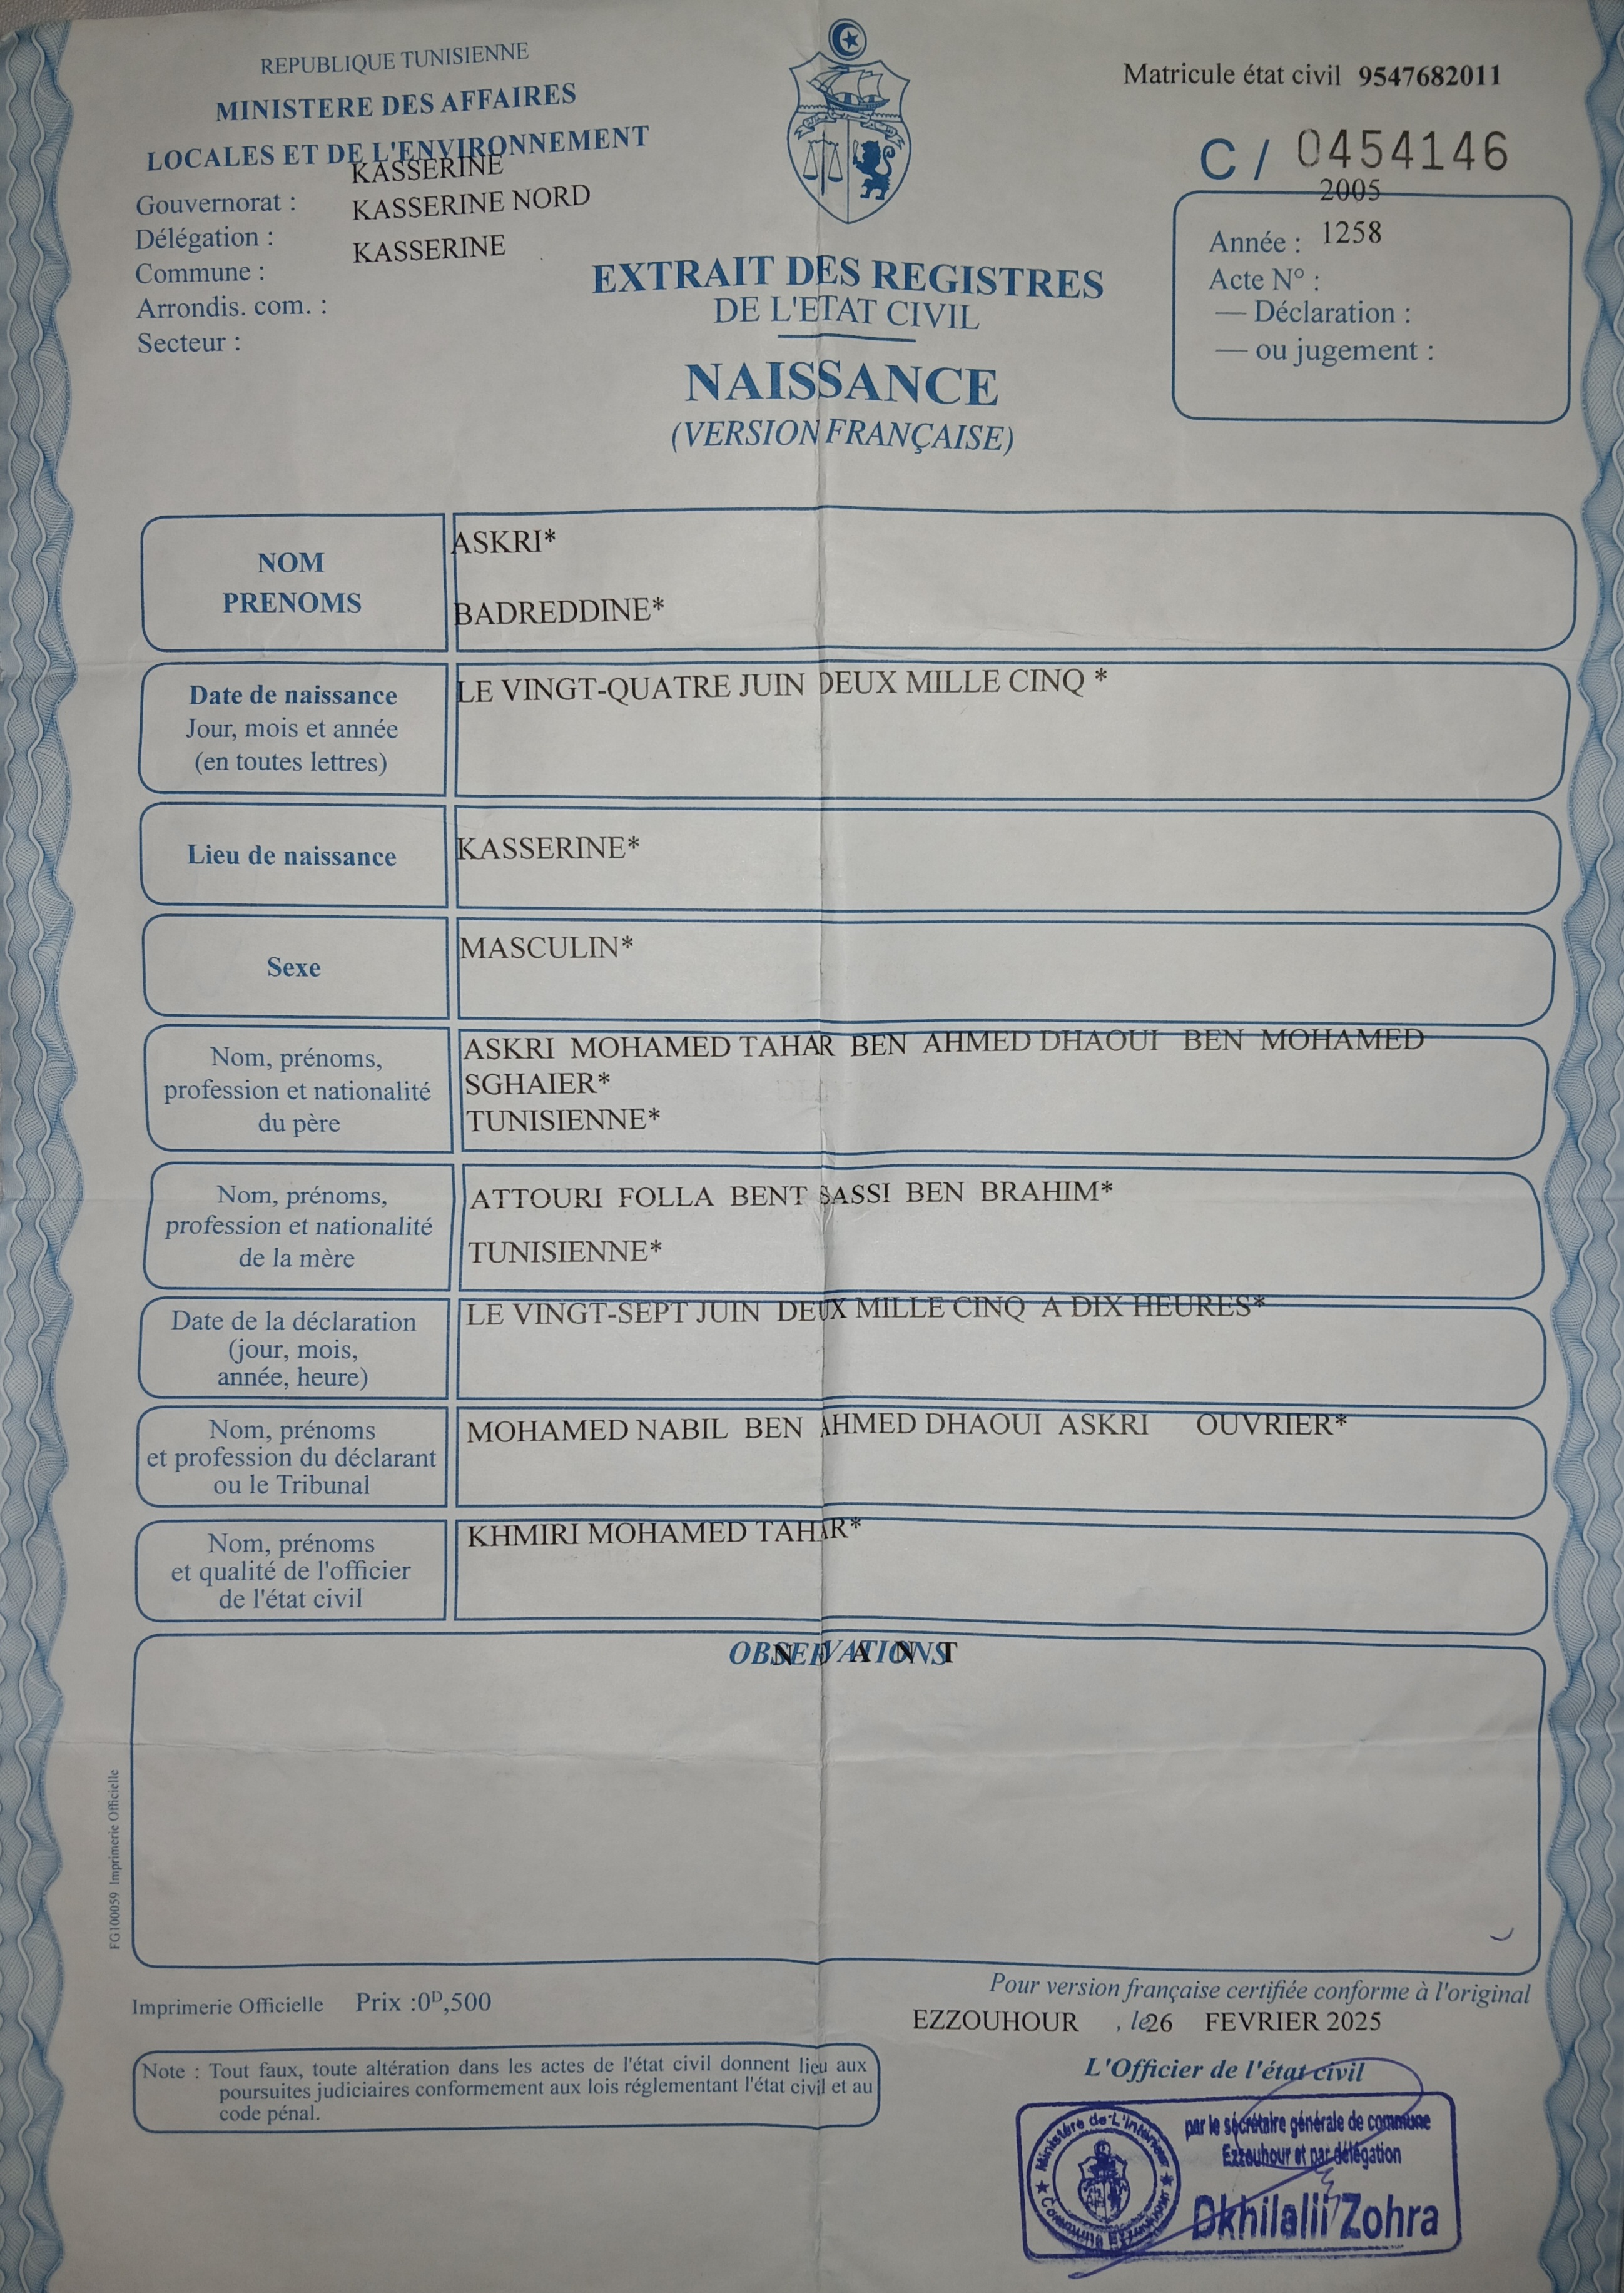 REPUBLIQUE TUNISIENNE
MINISTERE DES AFFAIRES
LOCALES ET DE L'ENVIRONNEMENT
Gouvernorat : KASSERINE
Délégation : KASSERINE NORD
Commune : KASSERINE
Arrondis. com. :
Secteur :
Matricule état civil 9547682011
C / 0454146
Année : 2005
Acte N° : 1258
— Déclaration :
— ou jugement :
EXTRAIT DES REGISTRES
DE L'ETAT CIVIL
NAISSANCE
(VERSION FRANÇAISE)
NOM
PRENOMS
ASKRI*
BADREDDINE*
Date de naissance
Jour, mois et année
(en toutes lettres)
LE VINGT-QUATRE JUIN DEUX MILLE CINQ *
Lieu de naissance
KASSERINE*
Sexe
MASCULIN*
Nom, prénoms,
profession et nationalité
du père
ASKRI MOHAMED TAHAR BEN AHMED DHAOUI BEN MOHAMED
SGHAIER*
TUNISIENNE*
Nom, prénoms,
profession et nationalité
de la mère
ATTOURI FOLLA BENT SASSI BEN BRAHIM*
TUNISIENNE*
Date de la déclaration
(jour, mois,
année, heure)
LE VINGT-SEPT JUIN DEUX MILLE CINQ A DIX HEURES*
Nom, prénoms
et profession du déclarant
ou le Tribunal
MOHAMED NABIL BEN AHMED DHAOUI ASKRI OUVRIER*
Nom, prénoms
et qualité de l'officier
de l'état civil
KHMIRI MOHAMED TAHAR*
OBSERVATIONS
N A N T
FG100059 Imprimerie Officielle
Imprimerie Officielle Prix :0D,500
Pour version française certifiée conforme à l'original
EZZOUHOUR , le 26 FEVRIER 2025
L'Officier de l'état civil
Note : Tout faux, toute altération dans les actes de l'état civil donnent lieu aux
poursuites judiciaires conformement aux lois réglementant l'état civil et au
code pénal.
Ministère de L'Intérieur
Commune Ezzouhour
par le sécrétaire générale de commune
Ezzouhour et par délégation
Dkhilalii Zohra